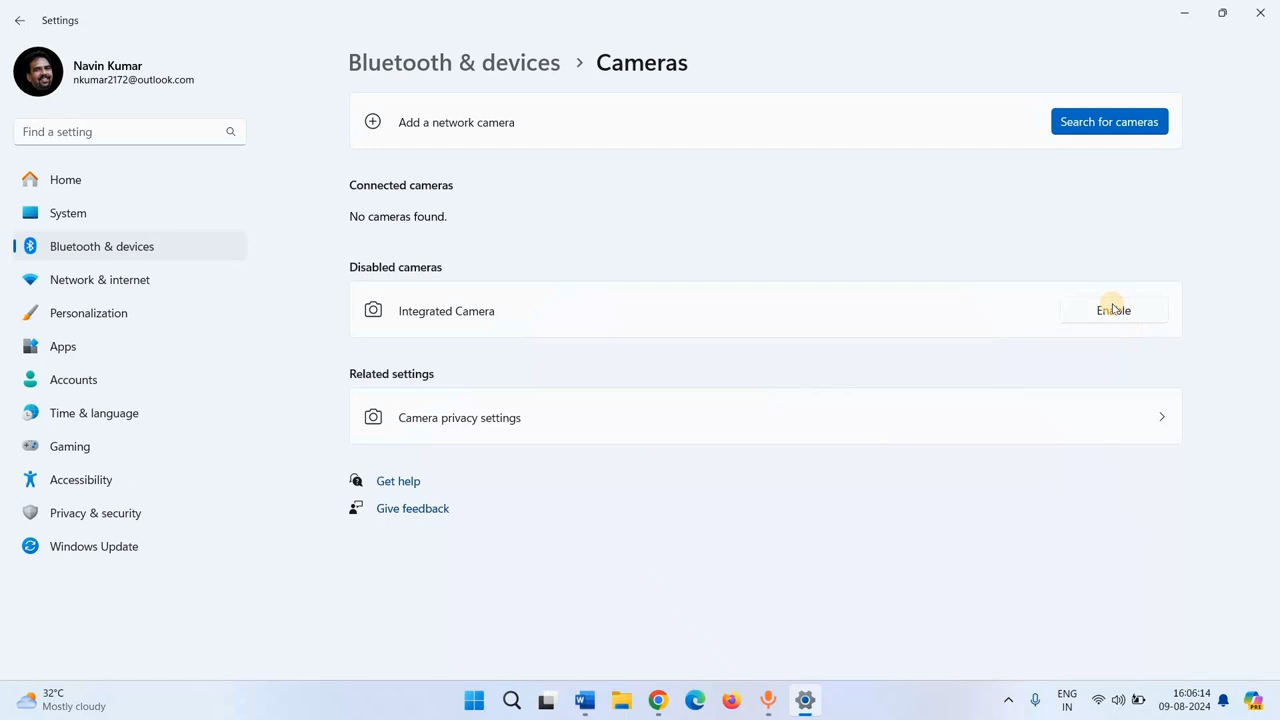 Settings
Navin Kumar
nkumar2172@outlook.com
Find a setting
Home
System
Bluetooth & devices
Network & internet
Personalization
Apps
Accounts
Time & language
Gaming
Accessibility
Privacy & security
Windows Update
Bluetooth & devices > Cameras
Add a network camera
Search for cameras
Connected cameras
No cameras found.
Disabled cameras
Integrated Camera
Enable
Related settings
Camera privacy settings
Get help
Give feedback
32°C
Mostly cloudy
ENG
IN
16:06:14
09-08-2024
PRE